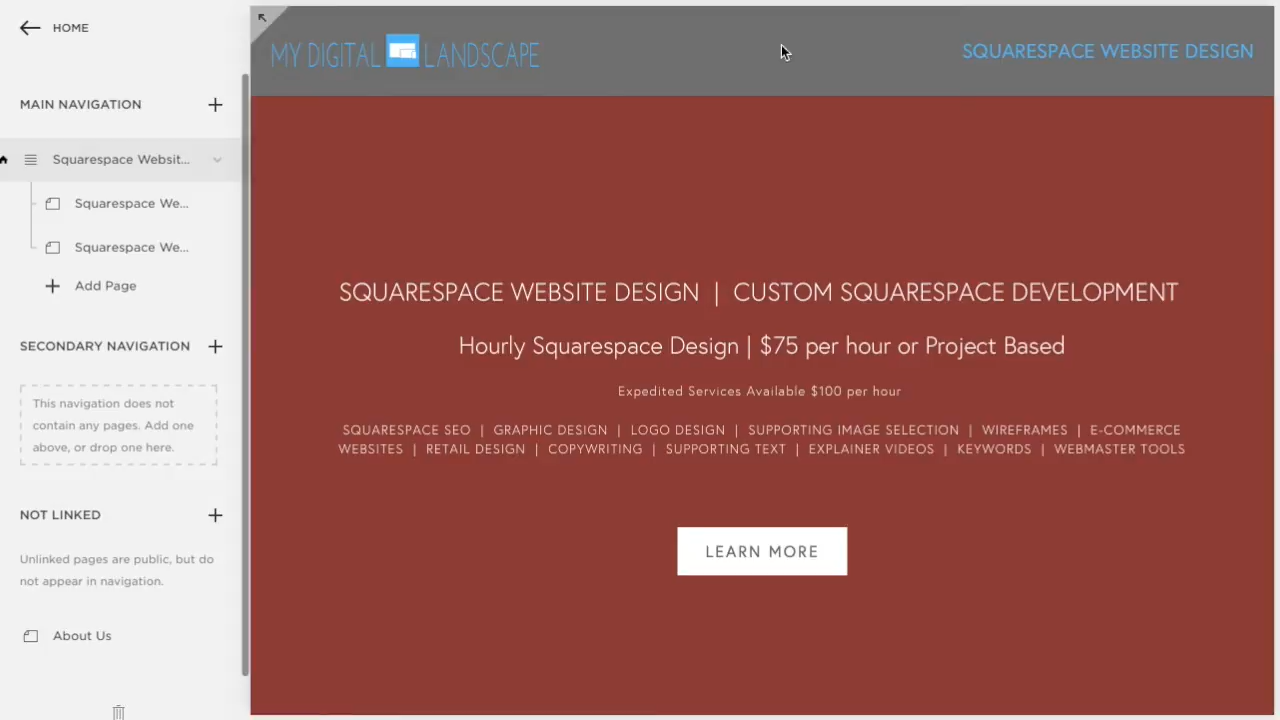 HOME
MAIN NAVIGATION
Squarespace Websit...
Squarespace We...
Squarespace We...
Add Page
SECONDARY NAVIGATION
This navigation does not
contain any pages. Add one
above, or drop one here.
NOT LINKED
Unlinked pages are public, but do
not appear in navigation.
About Us
MY DIGITAL LANDSCAPE
SQUARESPACE WEBSITE DESIGN
SQUARESPACE WEBSITE DESIGN | CUSTOM SQUARESPACE DEVELOPMENT
Hourly Squarespace Design | $75 per hour or Project Based
Expedited Services Available $100 per hour
SQUARESPACE SEO | GRAPHIC DESIGN | LOGO DESIGN | SUPPORTING IMAGE SELECTION | WIREFRAMES | E-COMMERCE
WEBSITES | RETAIL DESIGN | COPYWRITING | SUPPORTING TEXT | EXPLAINER VIDEOS | KEYWORDS | WEBMASTER TOOLS
LEARN MORE